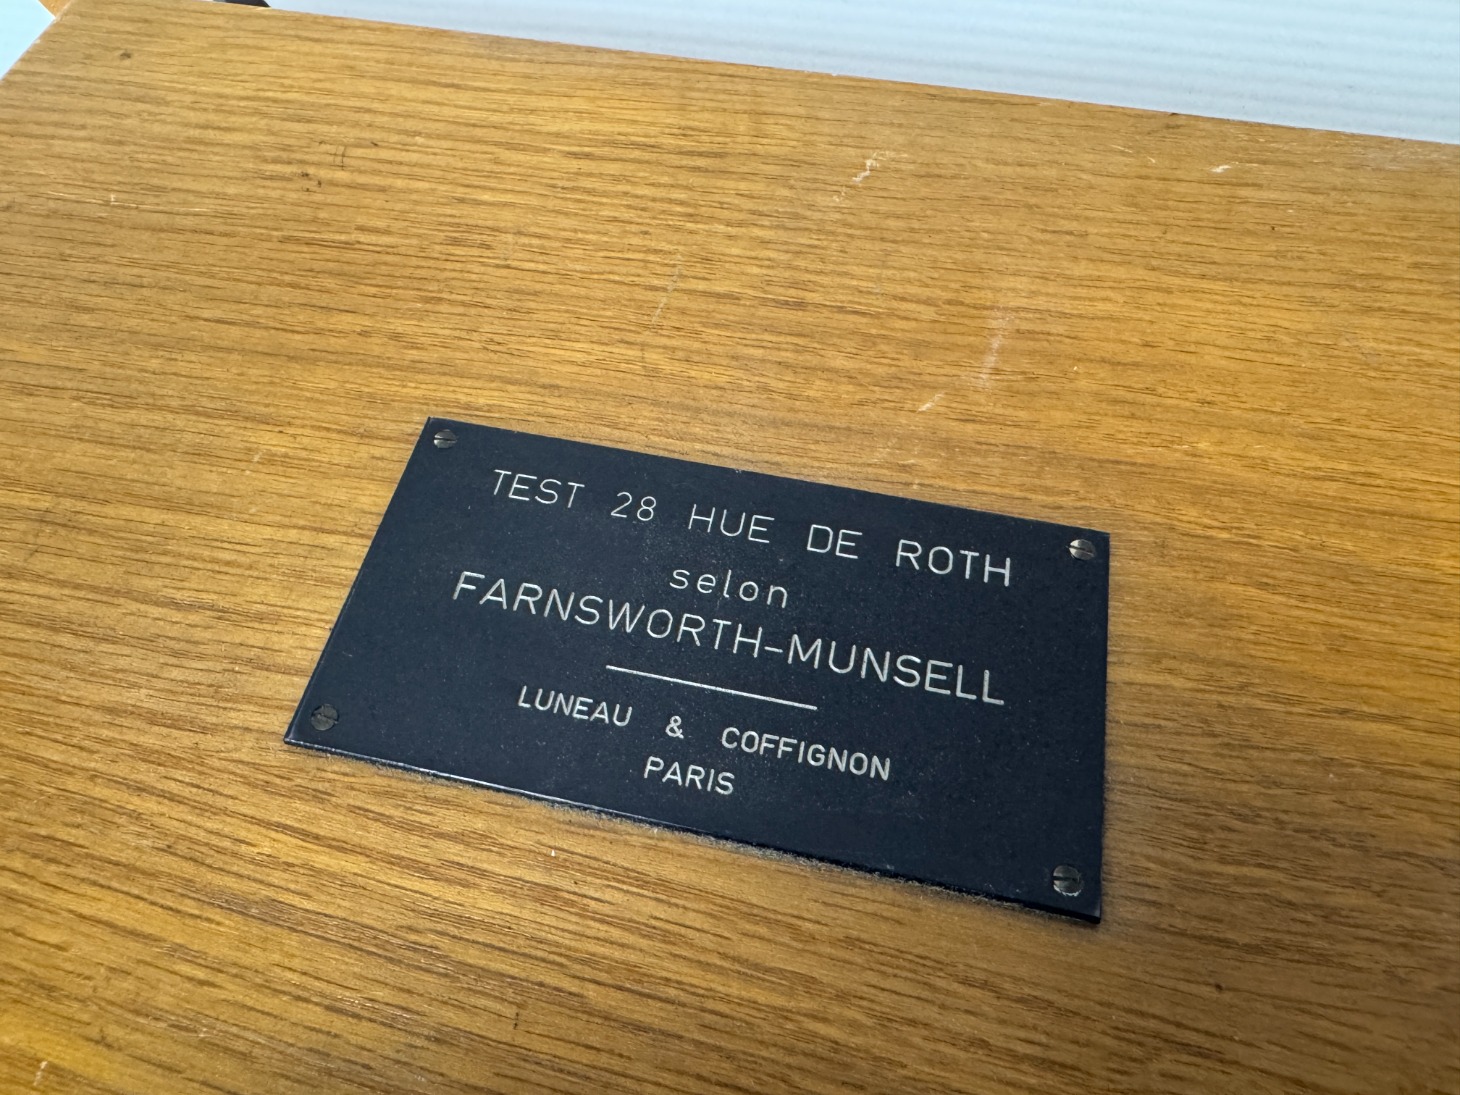 TEST 28 HUE DE ROTH
selon
FARNSWORTH-MUNSELL
LUNEAU & COFFIGNON
PARIS